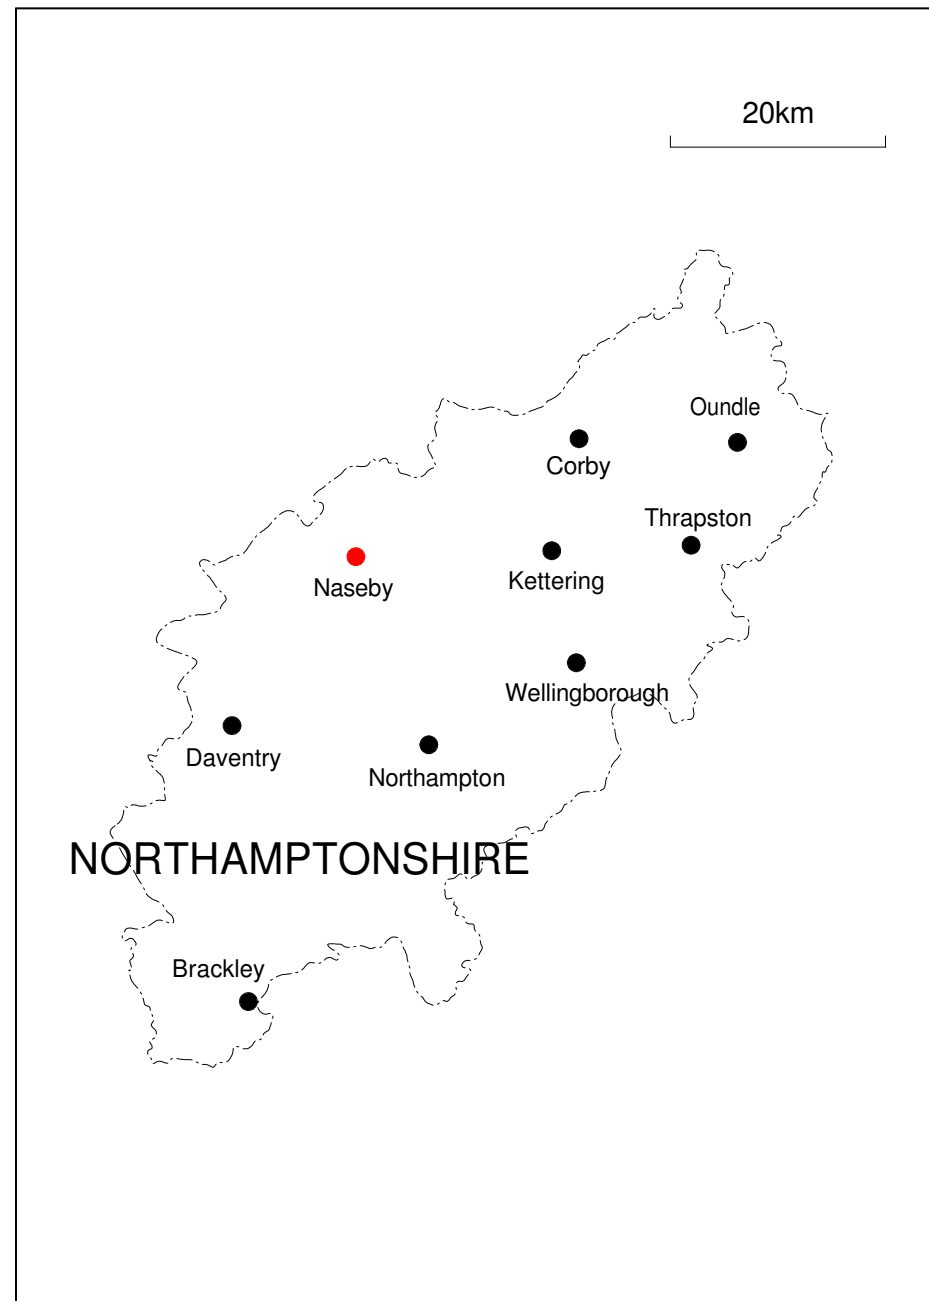 20km
Oundle
Corby
Thrapston
Naseby
Kettering
Wellingborough
Daventry
Northampton
NORTHAMPTONSHIRE
Brackley